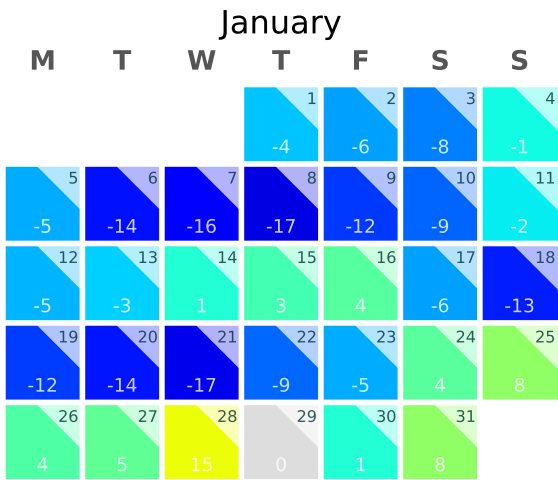 January
M T W T F S S
1 2 3 4
-4 -6 -8 -1
5 6 7 8 9 10 11
-5 -14 -16 -17 -12 -9 -2
12 13 14 15 16 17 18
-5 -3 1 3 4 -6 -13
19 20 21 22 23 24 25
-12 -14 -17 -9 -5 4 8
26 27 28 29 30 31
4 5 15 0 1 8